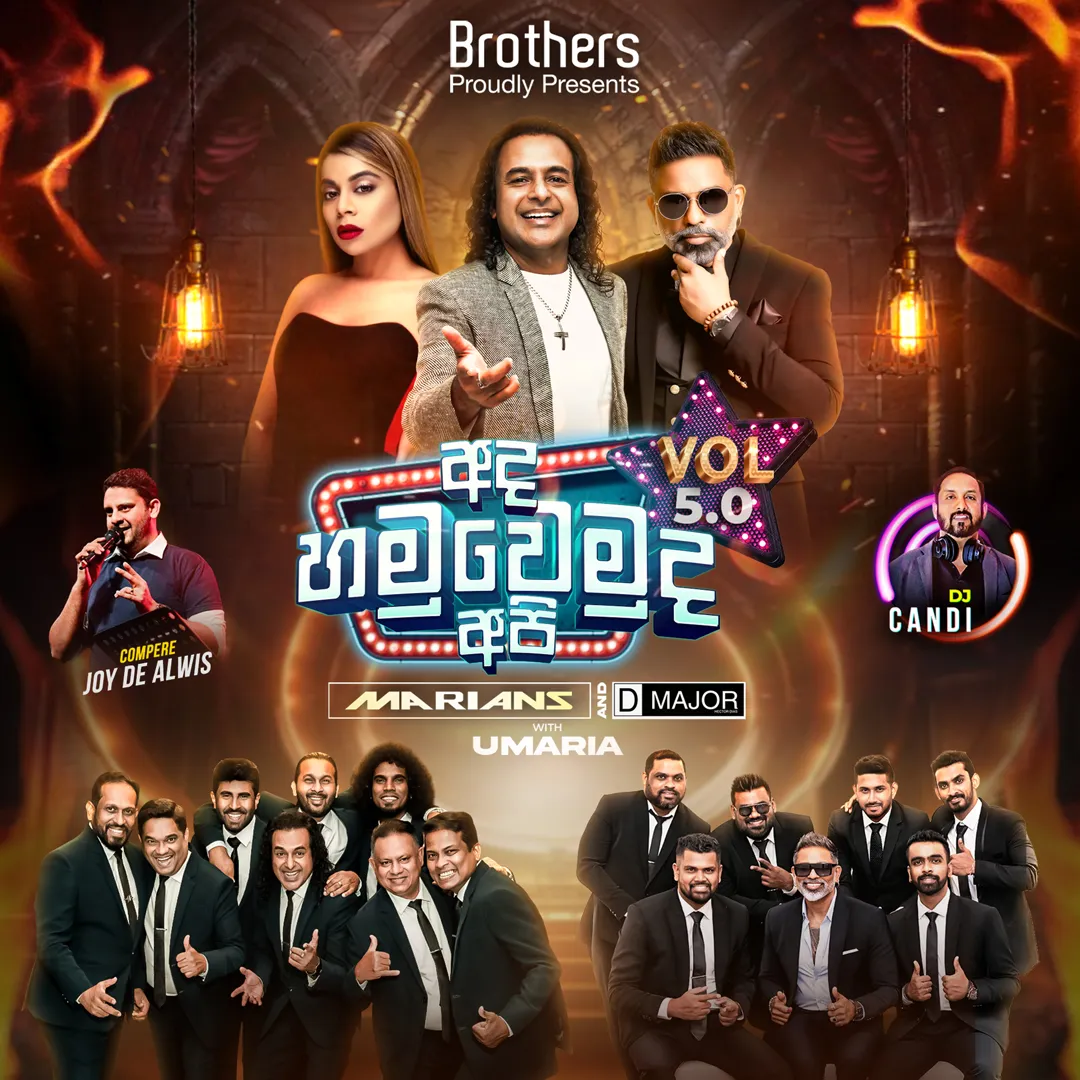 Brothers
Proudly Presents
අද
හමුවෙමුද
අපි
VOL
5.0
COMPERE
JOY DE ALWIS
DJ
CANDI
MARIANS AND D MAJOR
WITH
UMARIA